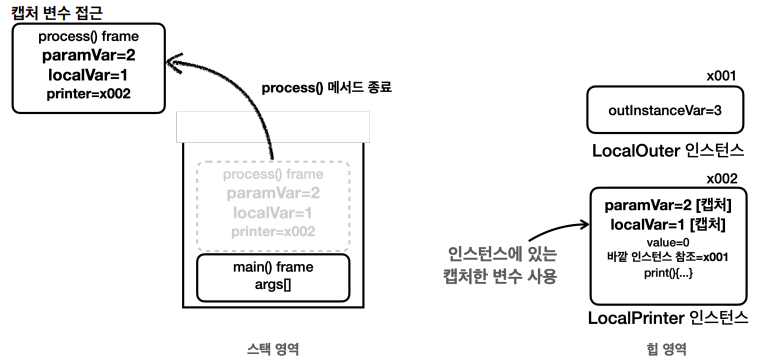 캡처 변수 접근
process() frame
paramVar=2
localVar=1
printer=x002
process() 메서드 종료
process() frame
paramVar=2
localVar=1
printer=x002
main() frame
args[]
스택 영역
x001
outInstanceVar=3
LocalOuter 인스턴스
x002
paramVar=2 [캡처]
localVar=1 [캡처]
value=0
바깥 인스턴스 참조=x001
print(){...}
LocalPrinter 인스턴스
인스턴스에 있는
캡처한 변수 사용
힙 영역